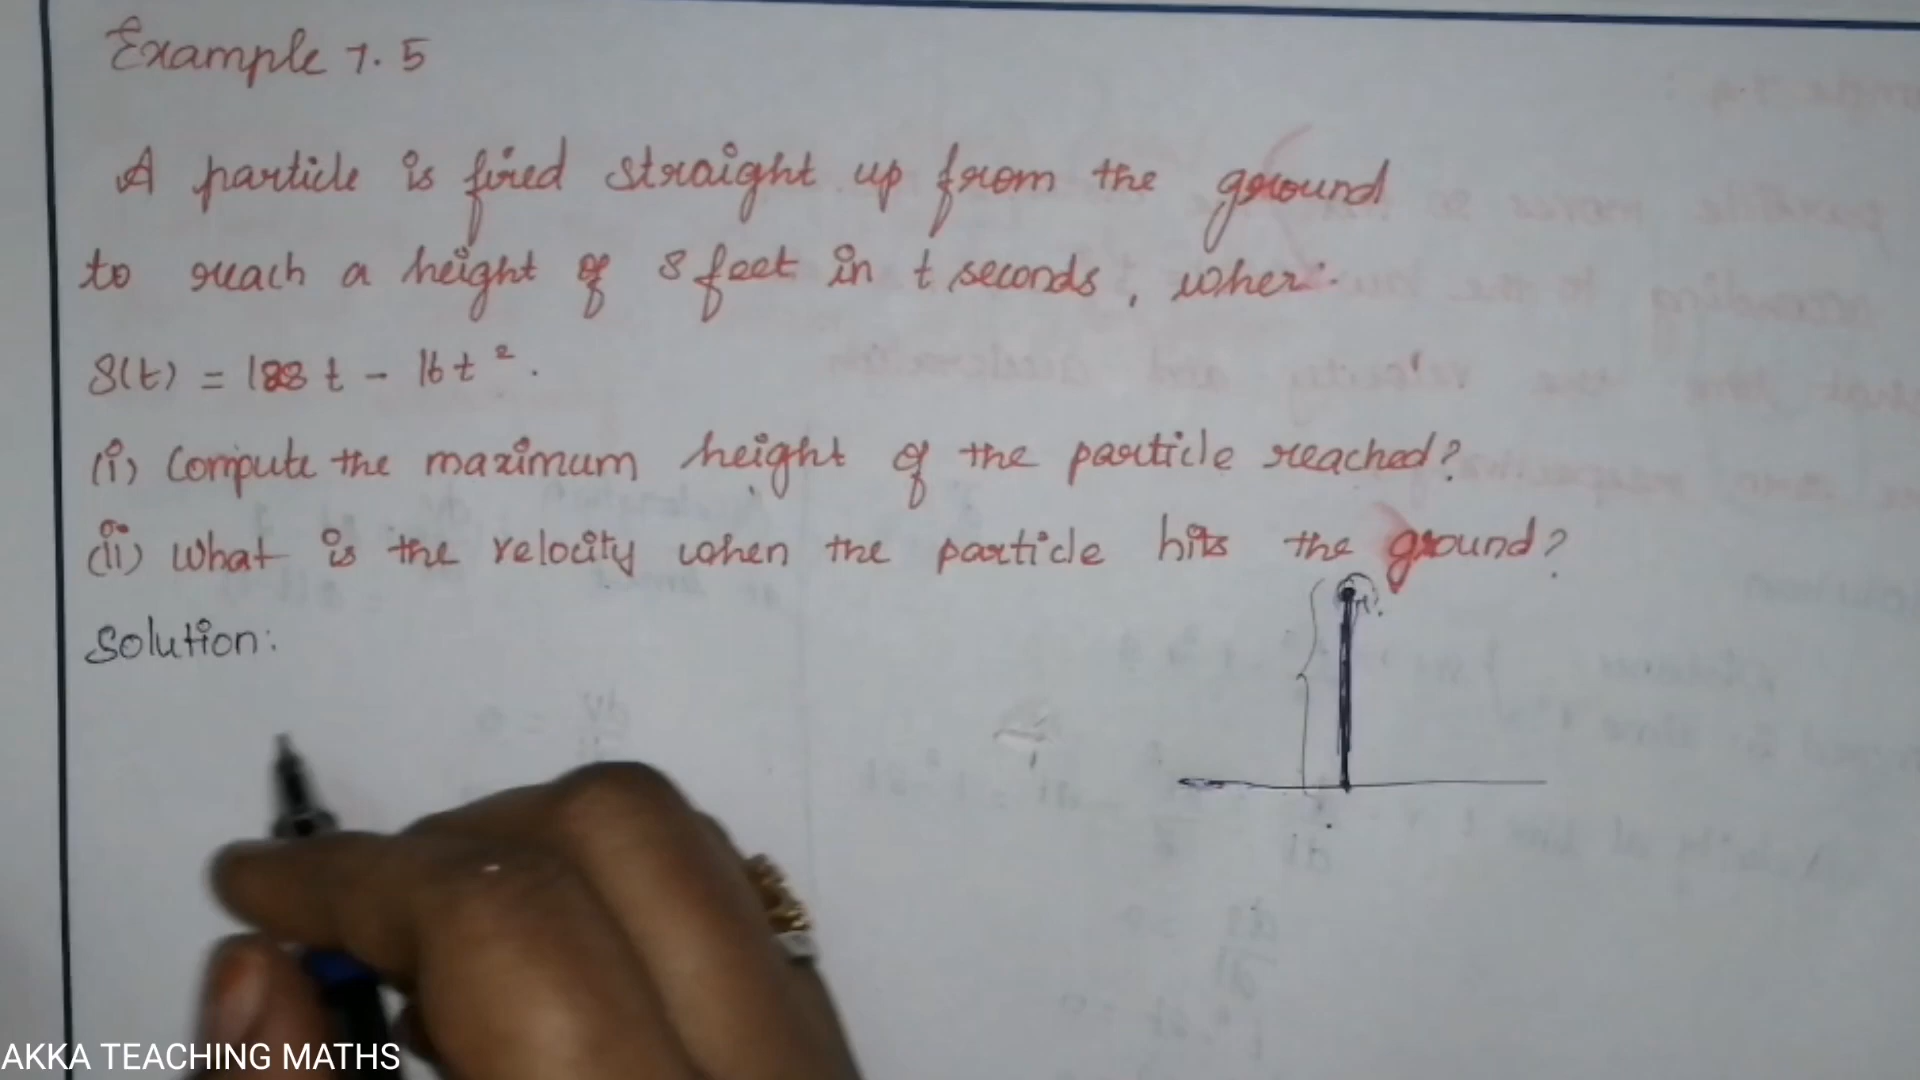 Example 7.5
A particle is fired straight up from the ground
to reach a height of s feet in t seconds, where
S(t) = 128 t - 16t².
(i) Compute the maximum height of the particle reached?
(ii) What is the velocity when the particle hits the ground?
Solution:
AKKA TEACHING MATHS